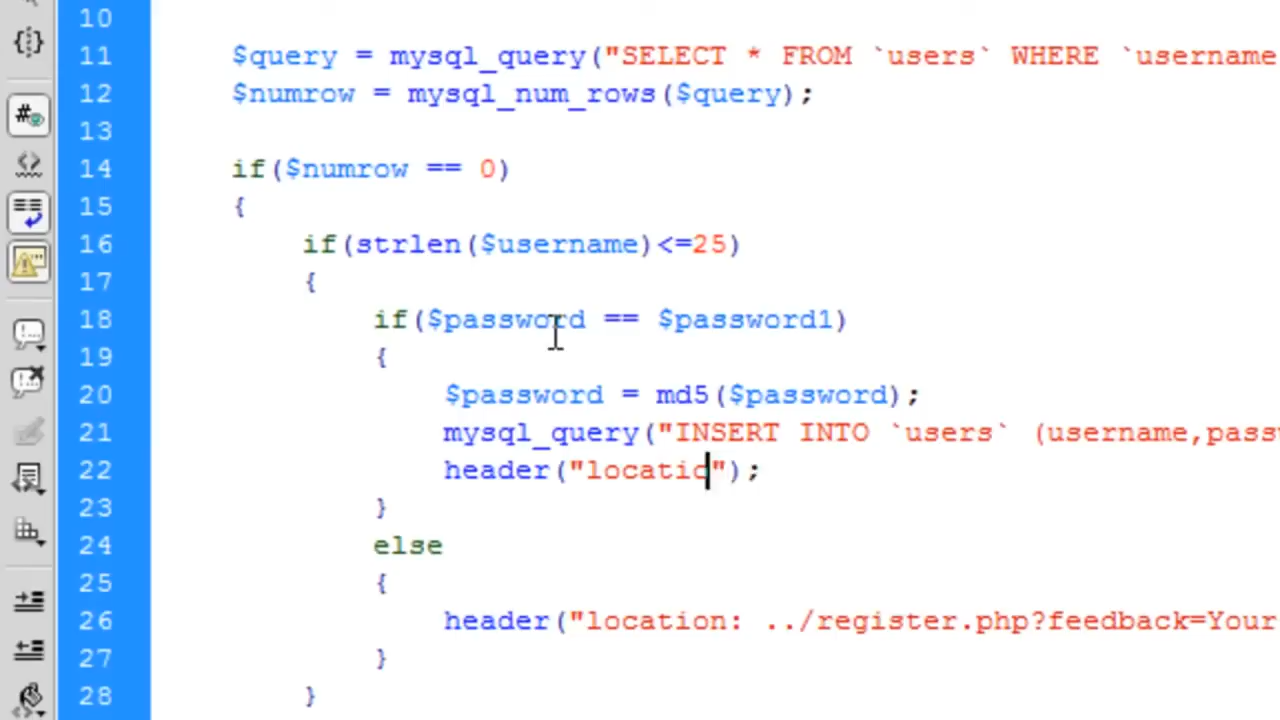 10
11 $query = mysql_query("SELECT * FROM `users` WHERE `username
12 $numrow = mysql_num_rows($query);
13
14 if($numrow == 0)
15 {
16 if(strlen($username)<=25)
17 {
18 if($password == $password1)
19 {
20 $password = md5($password);
21 mysql_query("INSERT INTO `users` (username,passw
22 header("locatio");
23 }
24 else
25 {
26 header("location: ../register.php?feedback=Your
27 }
28 }